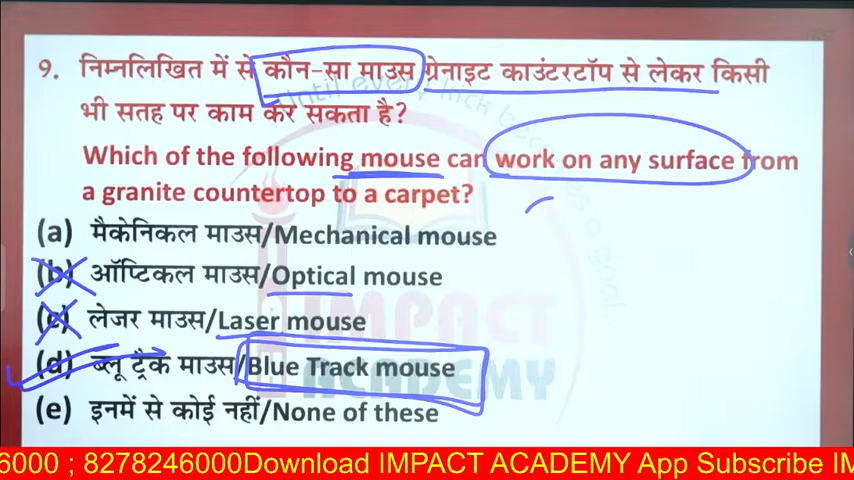 9. निम्नलिखित में से कौन-सा माउस ग्रेनाइट काउंटरटॉप से लेकर किसी
भी सतह पर काम कर सकता है?
Which of the following mouse can work on any surface from
a granite countertop to a carpet?
(a) मैकेनिकल माउस/Mechanical mouse
(b) ऑप्टिकल माउस/Optical mouse
(c) लेजर माउस/Laser mouse
(d) ब्लू ट्रैक माउस/Blue Track mouse
(e) इनमें से कोई नहीं/None of these
IMPACT
ACADEMY
6000 ; 8278246000Download IMPACT ACADEMY App Subscribe IM